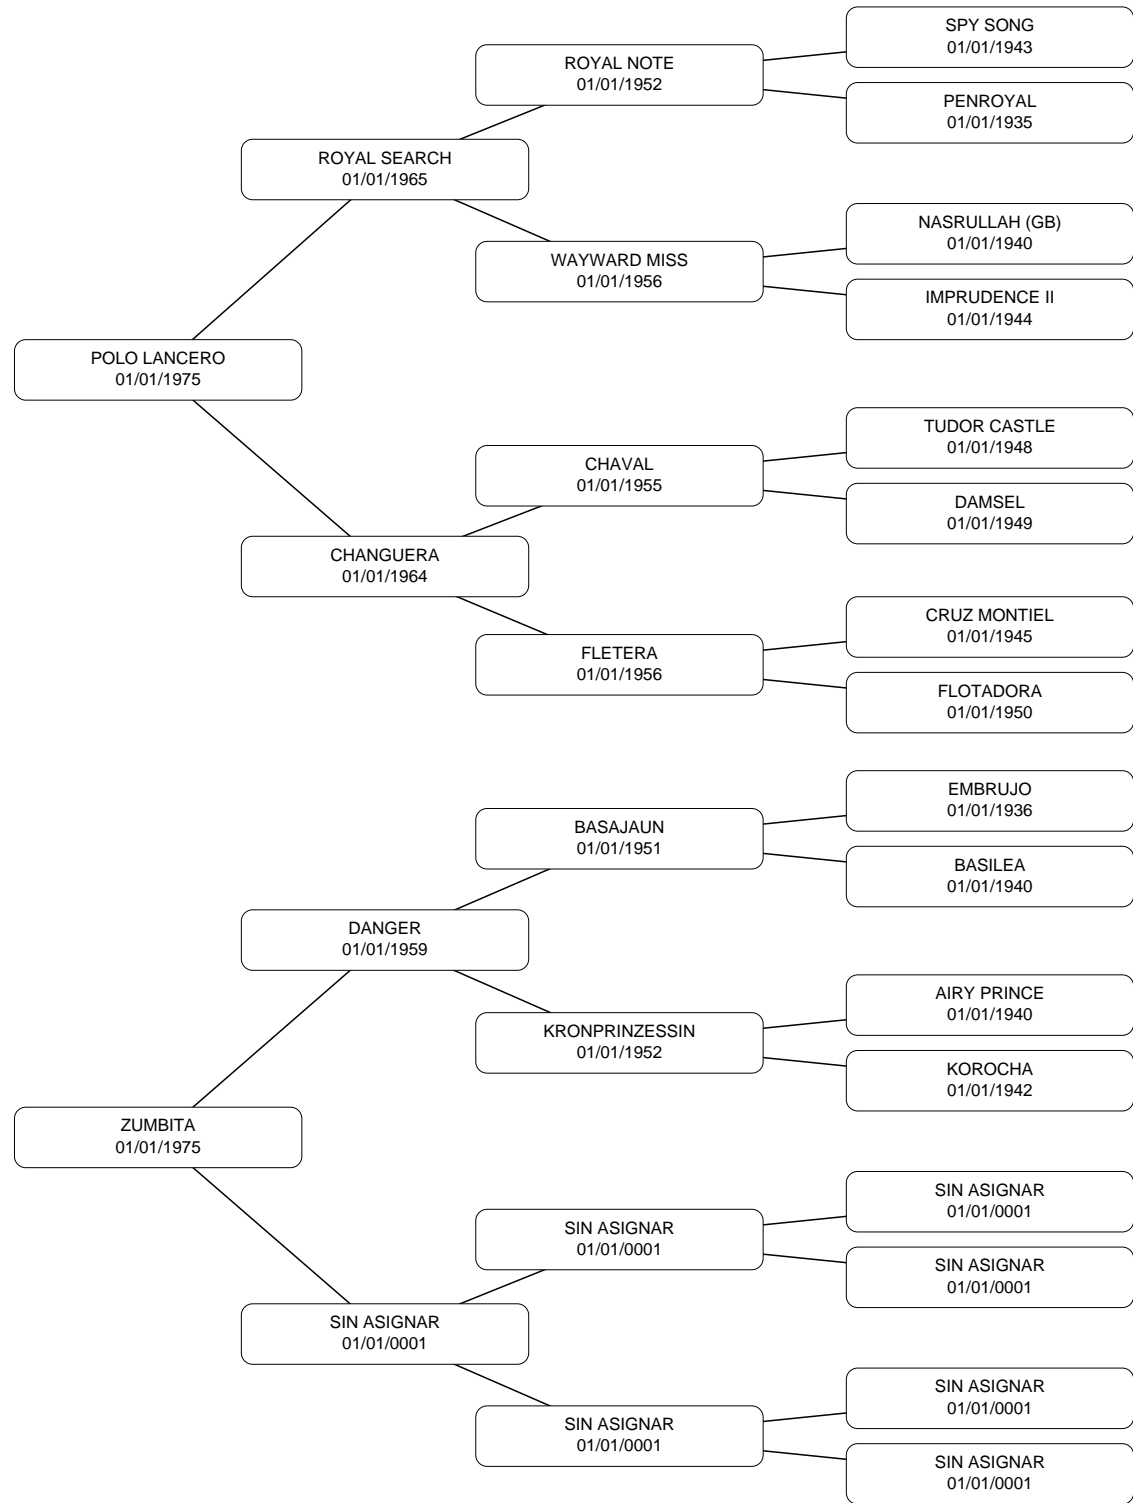 SPY SONG
01/01/1943
ROYAL NOTE
01/01/1952
PENROYAL
01/01/1935
ROYAL SEARCH
01/01/1965
NASRULLAH (GB)
01/01/1940
WAYWARD MISS
01/01/1956
IMPRUDENCE II
01/01/1944
POLO LANCERO
01/01/1975
TUDOR CASTLE
01/01/1948
CHAVAL
01/01/1955
DAMSEL
01/01/1949
CHANGUERA
01/01/1964
CRUZ MONTIEL
01/01/1945
FLETERA
01/01/1956
FLOTADORA
01/01/1950
EMBRUJO
01/01/1936
BASAJAUN
01/01/1951
BASILEA
01/01/1940
DANGER
01/01/1959
AIRY PRINCE
01/01/1940
KRONPRINZESSIN
01/01/1952
KOROCHA
01/01/1942
ZUMBITA
01/01/1975
SIN ASIGNAR
01/01/0001
SIN ASIGNAR
01/01/0001
SIN ASIGNAR
01/01/0001
SIN ASIGNAR
01/01/0001
SIN ASIGNAR
01/01/0001
SIN ASIGNAR
01/01/0001
SIN ASIGNAR
01/01/0001